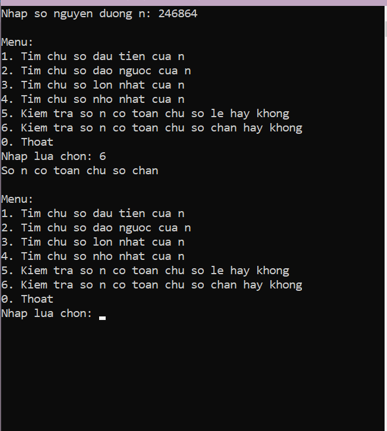 Nhap so nguyen duong n: 246864
Menu:
1. Tim chu so dau tien cua n
2. Tim chu so dao nguoc cua n
3. Tim chu so lon nhat cua n
4. Tim chu so nho nhat cua n
5. Kiem tra so n co toan chu so le hay khong
6. Kiem tra so n co toan chu so chan hay khong
0. Thoat
Nhap lua chon: 6
So n co toan chu so chan
Menu:
1. Tim chu so dau tien cua n
2. Tim chu so dao nguoc cua n
3. Tim chu so lon nhat cua n
4. Tim chu so nho nhat cua n
5. Kiem tra so n co toan chu so le hay khong
6. Kiem tra so n co toan chu so chan hay khong
0. Thoat
Nhap lua chon: